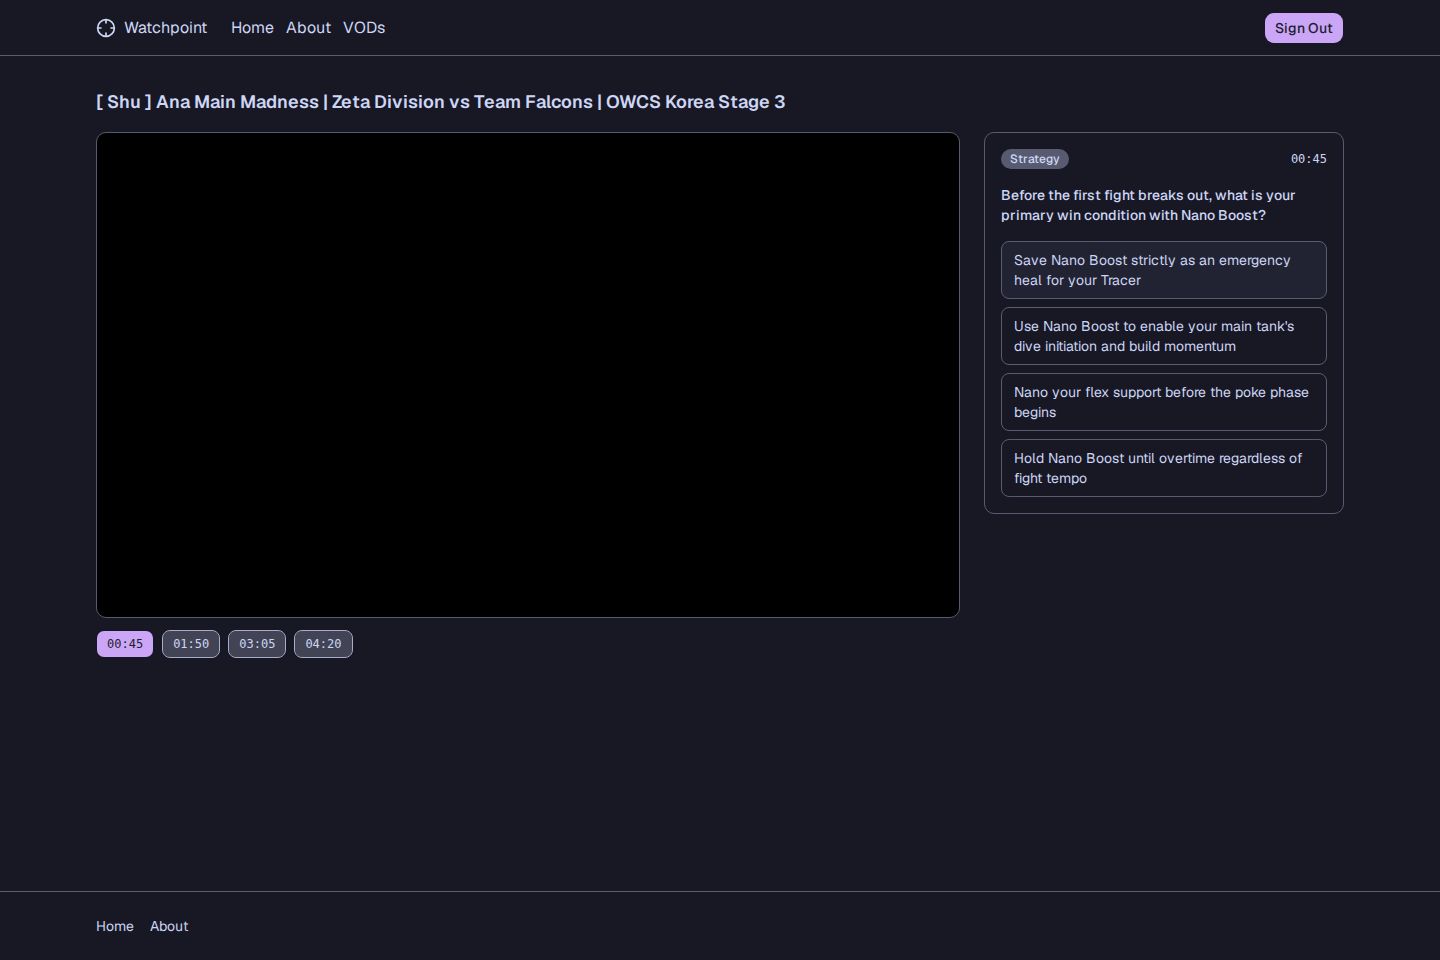 Watchpoint Home About VODs Sign Out
[ Shu ] Ana Main Madness | Zeta Division vs Team Falcons | OWCS Korea Stage 3
Strategy 00:45
Before the first fight breaks out, what is your
primary win condition with Nano Boost?
Save Nano Boost strictly as an emergency
heal for your Tracer
Use Nano Boost to enable your main tank's
dive initiation and build momentum
Nano your flex support before the poke phase
begins
Hold Nano Boost until overtime regardless of
fight tempo
00:45 01:50 03:05 04:20
Home About